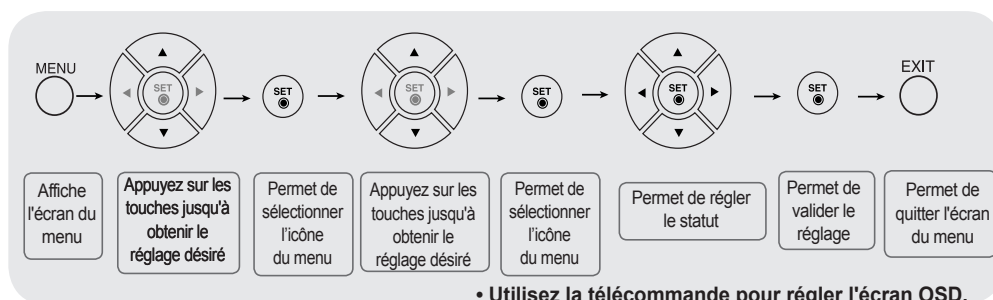 MENU
SET
SET
SET
SET
SET
SET
EXIT
Affiche
l'écran du
menu
Appuyez sur les
touches jusqu'à
obtenir le
réglage désiré
Permet de
sélectionner
l'icône
du menu
Appuyez sur les
touches jusqu'à
obtenir le
réglage désiré
Permet de
sélectionner
l'icône
du menu
Permet de régler
le statut
Permet de
valider le
réglage
Permet de
quitter l'écran
du menu
• Utilisez la télécommande pour régler l'écran OSD.